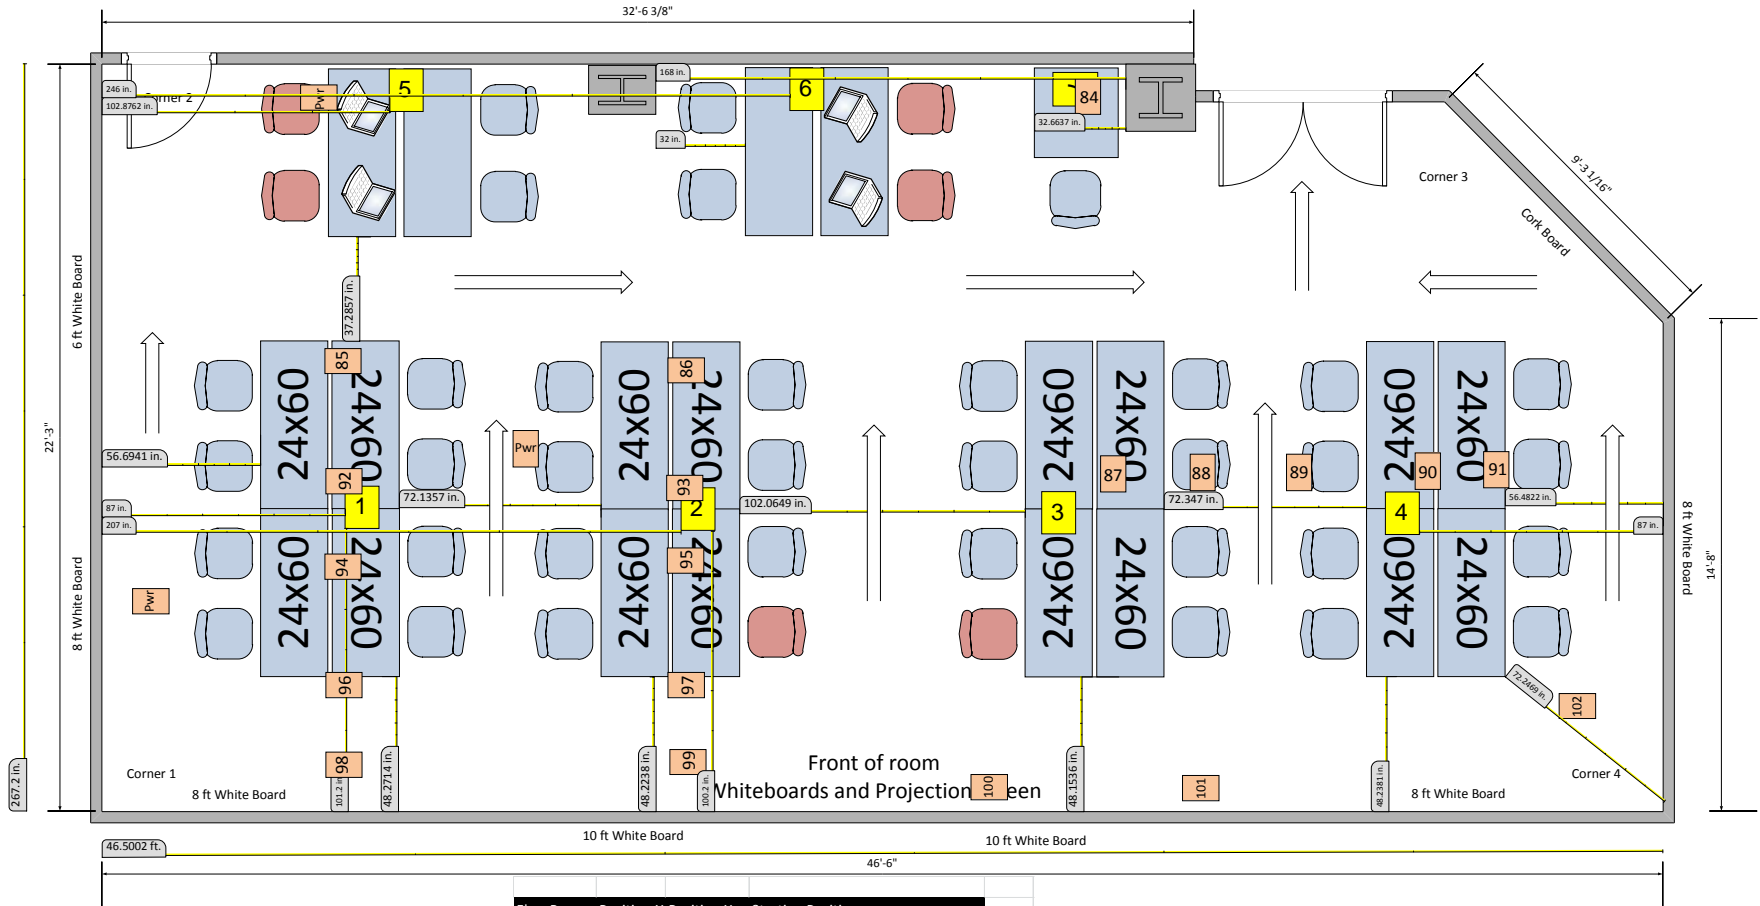 32'-6 3/8"
246 in.
Corner 2
102.8762 in.
Pwr
5
168 in.
6
84
32 in.
32.6637 in.
Corner 3
9'-3 1/16"
Cork Board
6 ft White Board
22'-3"
37.2857 in.
85
86
24x60
24x60
24x60
24x60
24x60
24x60
24x60
24x60
56.6941 in.
Pwr
92
93
87
88
89
90
91
87 in.
1
72.1357 in.
2
102.0649 in.
3
72.347 in.
4
56.4822 in.
207 in.
87 in.
94
95
24x60
24x60
24x60
24x60
24x60
24x60
24x60
24x60
8 ft White Board
8 ft White Board
14'-8"
Pwr
96
97
72.2469 in.
102
98
99
267.2 in.
Corner 1
8 ft White Board
101.2 in
48.2714 in.
48.2238 in.
100.2 in.
Front of room
Whiteboards and Projection een
100
48.1536 in.
101
48.2381 in.
Corner 4
8 ft White Board
10 ft White Board
10 ft White Board
46.5002 ft.
46'-6"